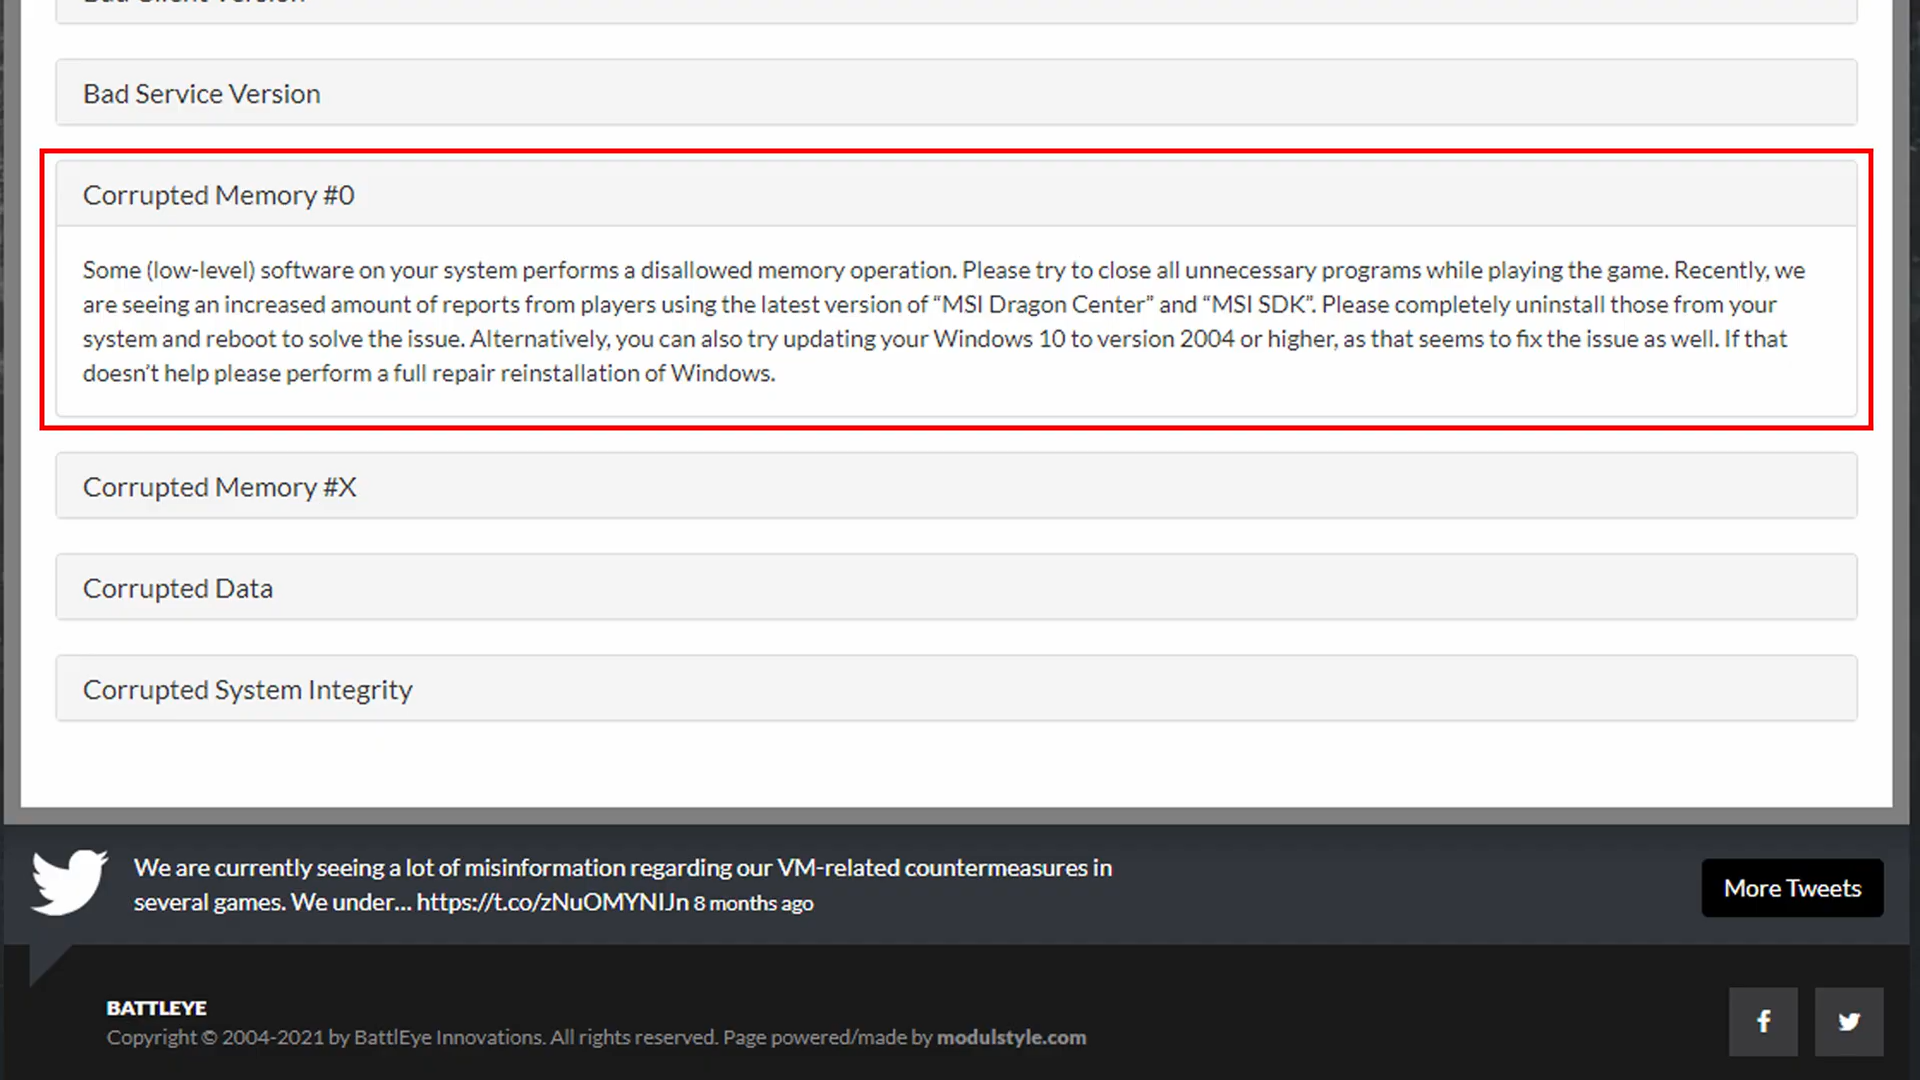 Bad Client Version
Bad Service Version
Corrupted Memory #0
Some (low-level) software on your system performs a disallowed memory operation. Please try to close all unnecessary programs while playing the game. Recently, we
are seeing an increased amount of reports from players using the latest version of “MSI Dragon Center” and “MSI SDK”. Please completely uninstall those from your
system and reboot to solve the issue. Alternatively, you can also try updating your Windows 10 to version 2004 or higher, as that seems to fix the issue as well. If that
doesn’t help please perform a full repair reinstallation of Windows.
Corrupted Memory #X
Corrupted Data
Corrupted System Integrity
We are currently seeing a lot of misinformation regarding our VM-related countermeasures in
several games. We under... https://t.co/zNuOMYNIJn 8 months ago
More Tweets
BATTLEYE
Copyright © 2004-2021 by BattlEye Innovations. All rights reserved. Page powered/made by modulstyle.com